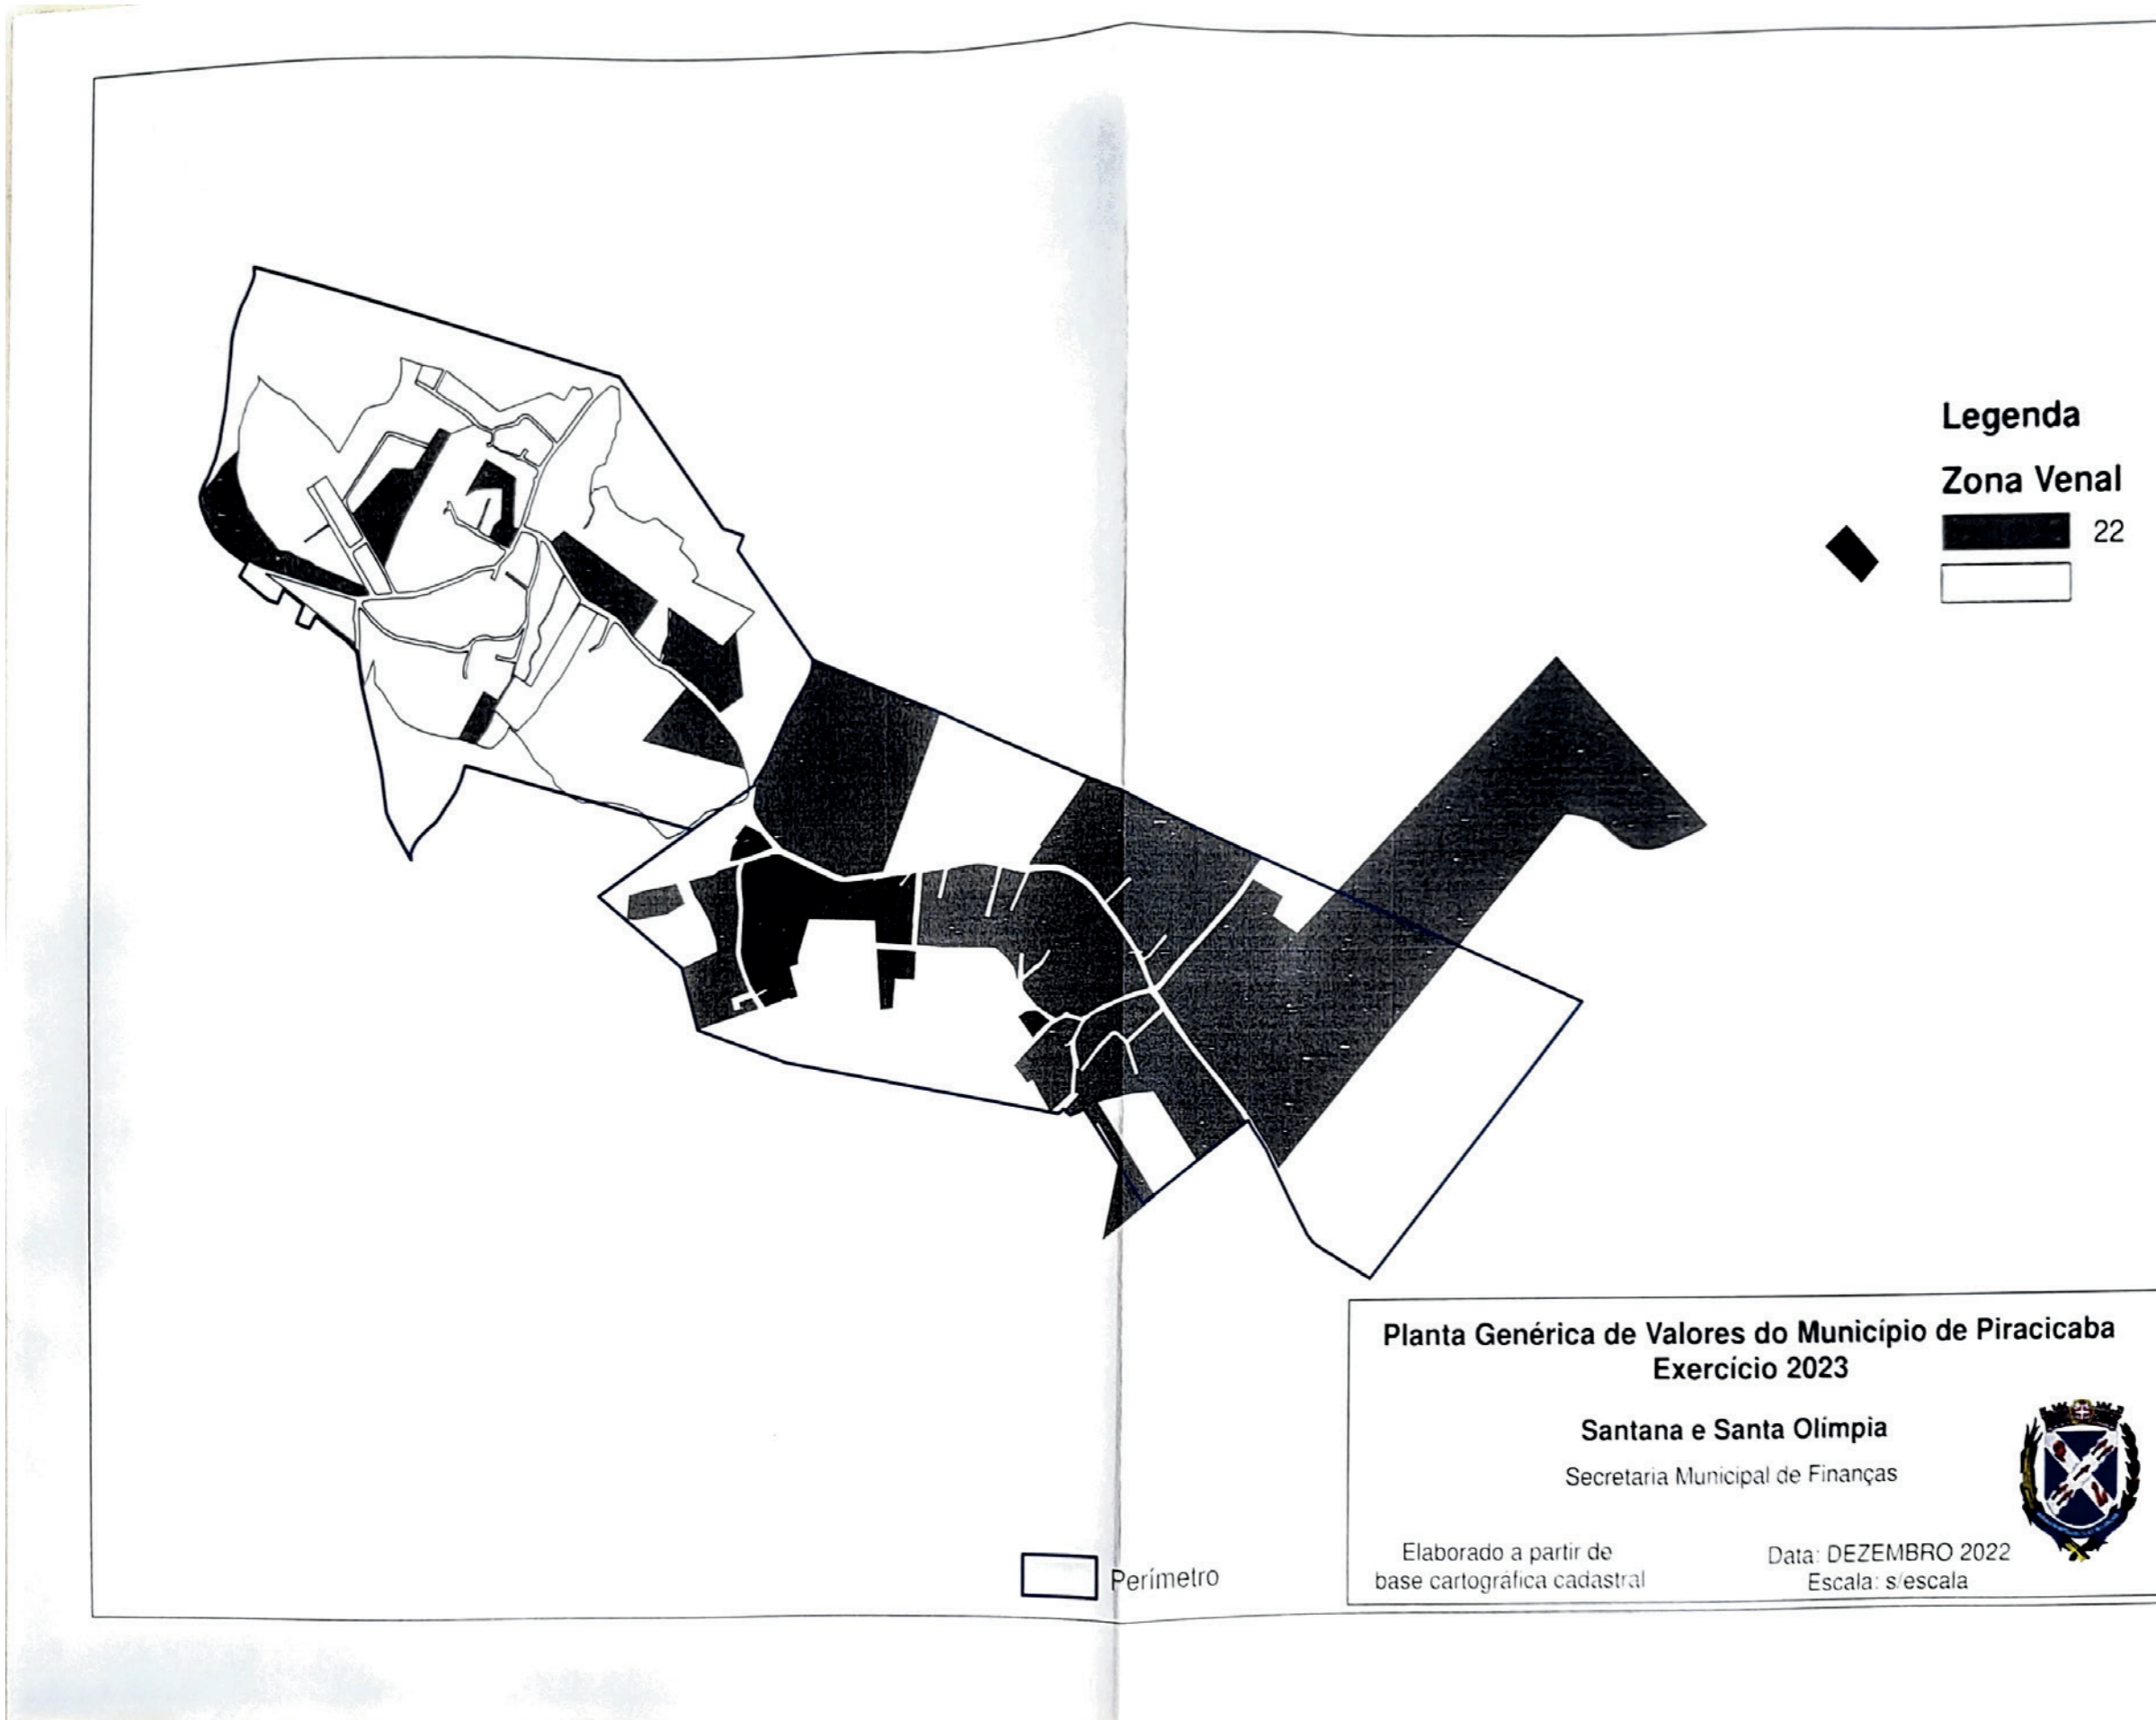 Legenda
Zona Venal
22
Planta Genérica de Valores do Município de Piracicaba
Exercício 2023
Santana e Santa Olímpia
Secretaria Municipal de Finanças
Elaborado a partir de
base cartográfica cadastral
Data: DEZEMBRO 2022
Escala: s/escala
Perímetro